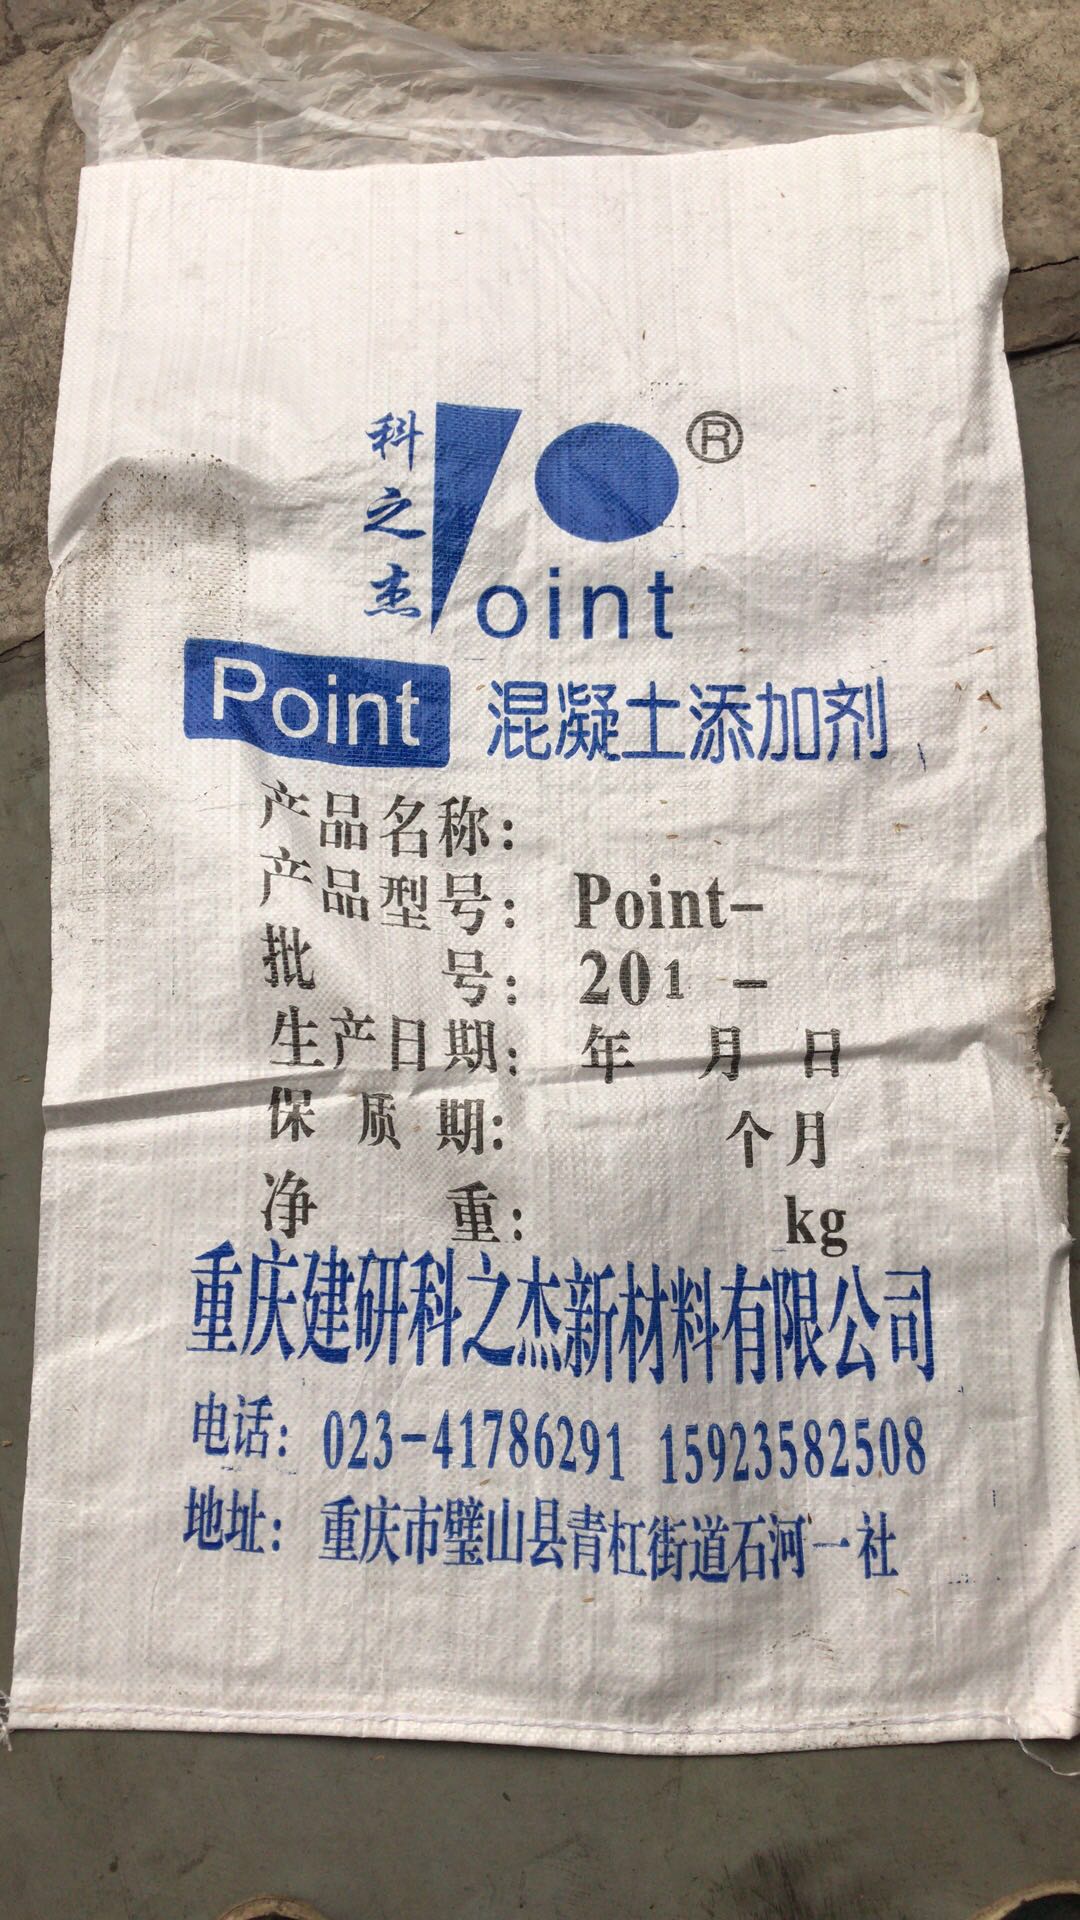 科之杰
®
oint
Point 混凝土添加剂
产品名称:
产品型号: Point-
批 号: 201 -
生产日期: 年 月 日
保质期: 个月
净 重: kg
重庆建研科之杰新材料有限公司
电话: 023-41786291 15923582508
地址: 重庆市璧山县青杠街道石河一社